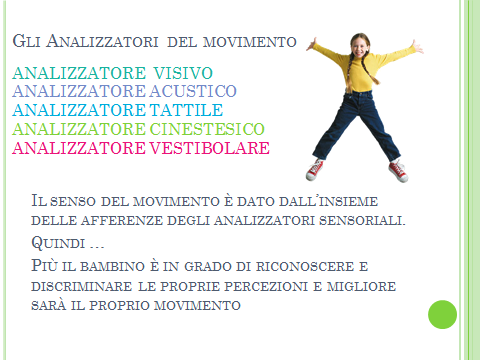 Gli Analizzatori del movimento
ANALIZZATORE VISIVO
ANALIZZATORE ACUSTICO
ANALIZZATORE TATTILE
ANALIZZATORE CINESTESICO
ANALIZZATORE VESTIBOLARE
Il senso del movimento è dato dall'insieme
delle afferenze degli analizzatori sensoriali.
Quindi ...
Più il bambino è in grado di riconoscere e
discriminare le proprie percezioni e migliore
sarà il proprio movimento